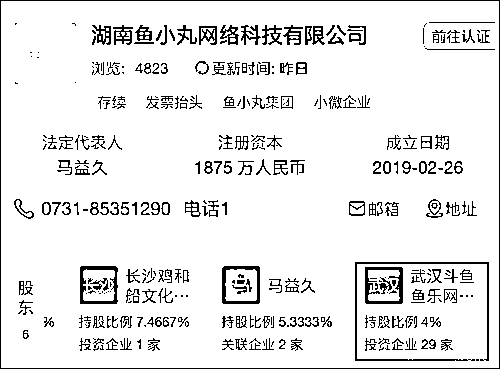 湖南鱼小丸网络科技有限公司
前往认证
浏览: 4823 更新时间: 昨日
存续 发票抬头 鱼小丸集团 小微企业
法定代表人 注册资本 成立日期
马益久 1875 万人民币 2019-02-26
0731-85351290 电话1 邮箱 地址
股东
6
%
长沙
长沙鸡和
船文化…
持股比例 7.4667%
投资企业 1 家
马益久
持股比例 5.3333%
关联企业 2 家
武汉
武汉斗鱼
鱼乐网…
持股比例 4%
投资企业 29 家